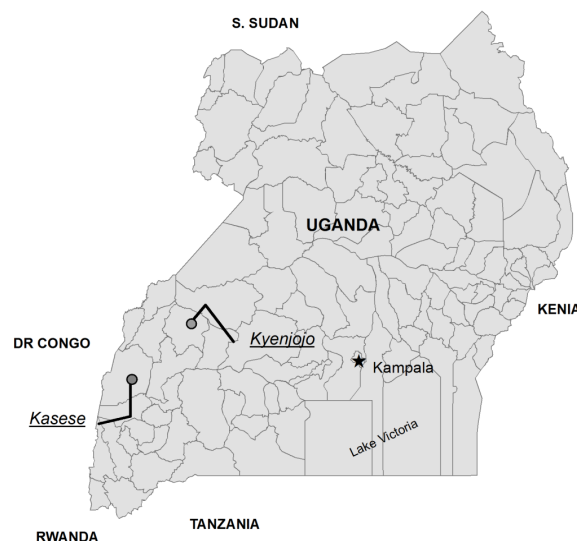 S. SUDAN
UGANDA
KENIA
DR CONGO
Kyenjojo
Kampala
Kasese
Lake Victoria
TANZANIA
RWANDA